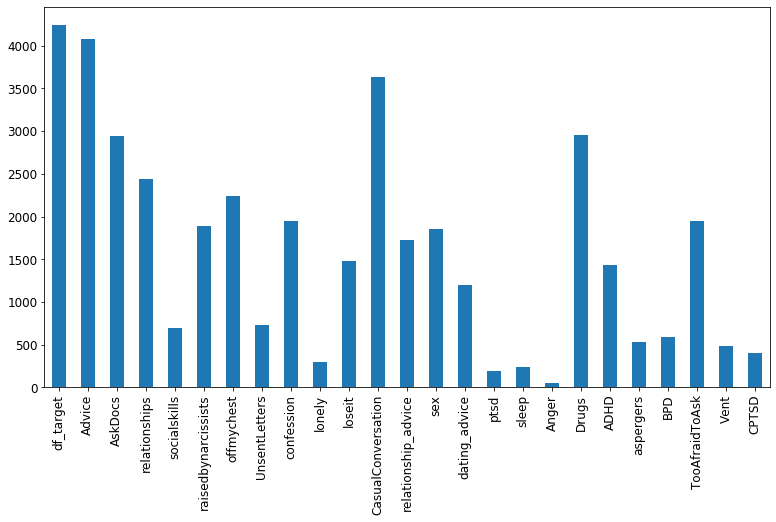 4000
3500
3000
2500
2000
1500
1000
500
0
df_target
Advice
AskDocs
relationships
socialskills
raisedbynarcissists
offmychest
UnsentLetters
confession
lonely
loseit
CasualConversation
relationship_advice
sex
dating_advice
ptsd
sleep
Anger
Drugs
ADHD
aspergers
BPD
TooAfraidToAsk
Vent
CPTSD